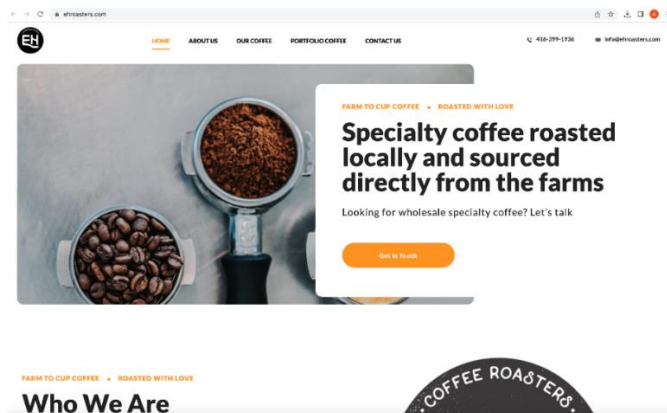 ehroasters.com
EH
HOME ABOUT US OUR COFFEE PORTFOLIO COFFEE CONTACT US
416-299-1926 info@ehroasters.com
FARM TO CUP COFFEE • ROASTED WITH LOVE
Specialty coffee roasted
locally and sourced
directly from the farms
Looking for wholesale specialty coffee? Let's talk
Get in Touch
FARM TO CUP COFFEE • ROASTED WITH LOVE
Who We Are
COFFEE ROASTERS